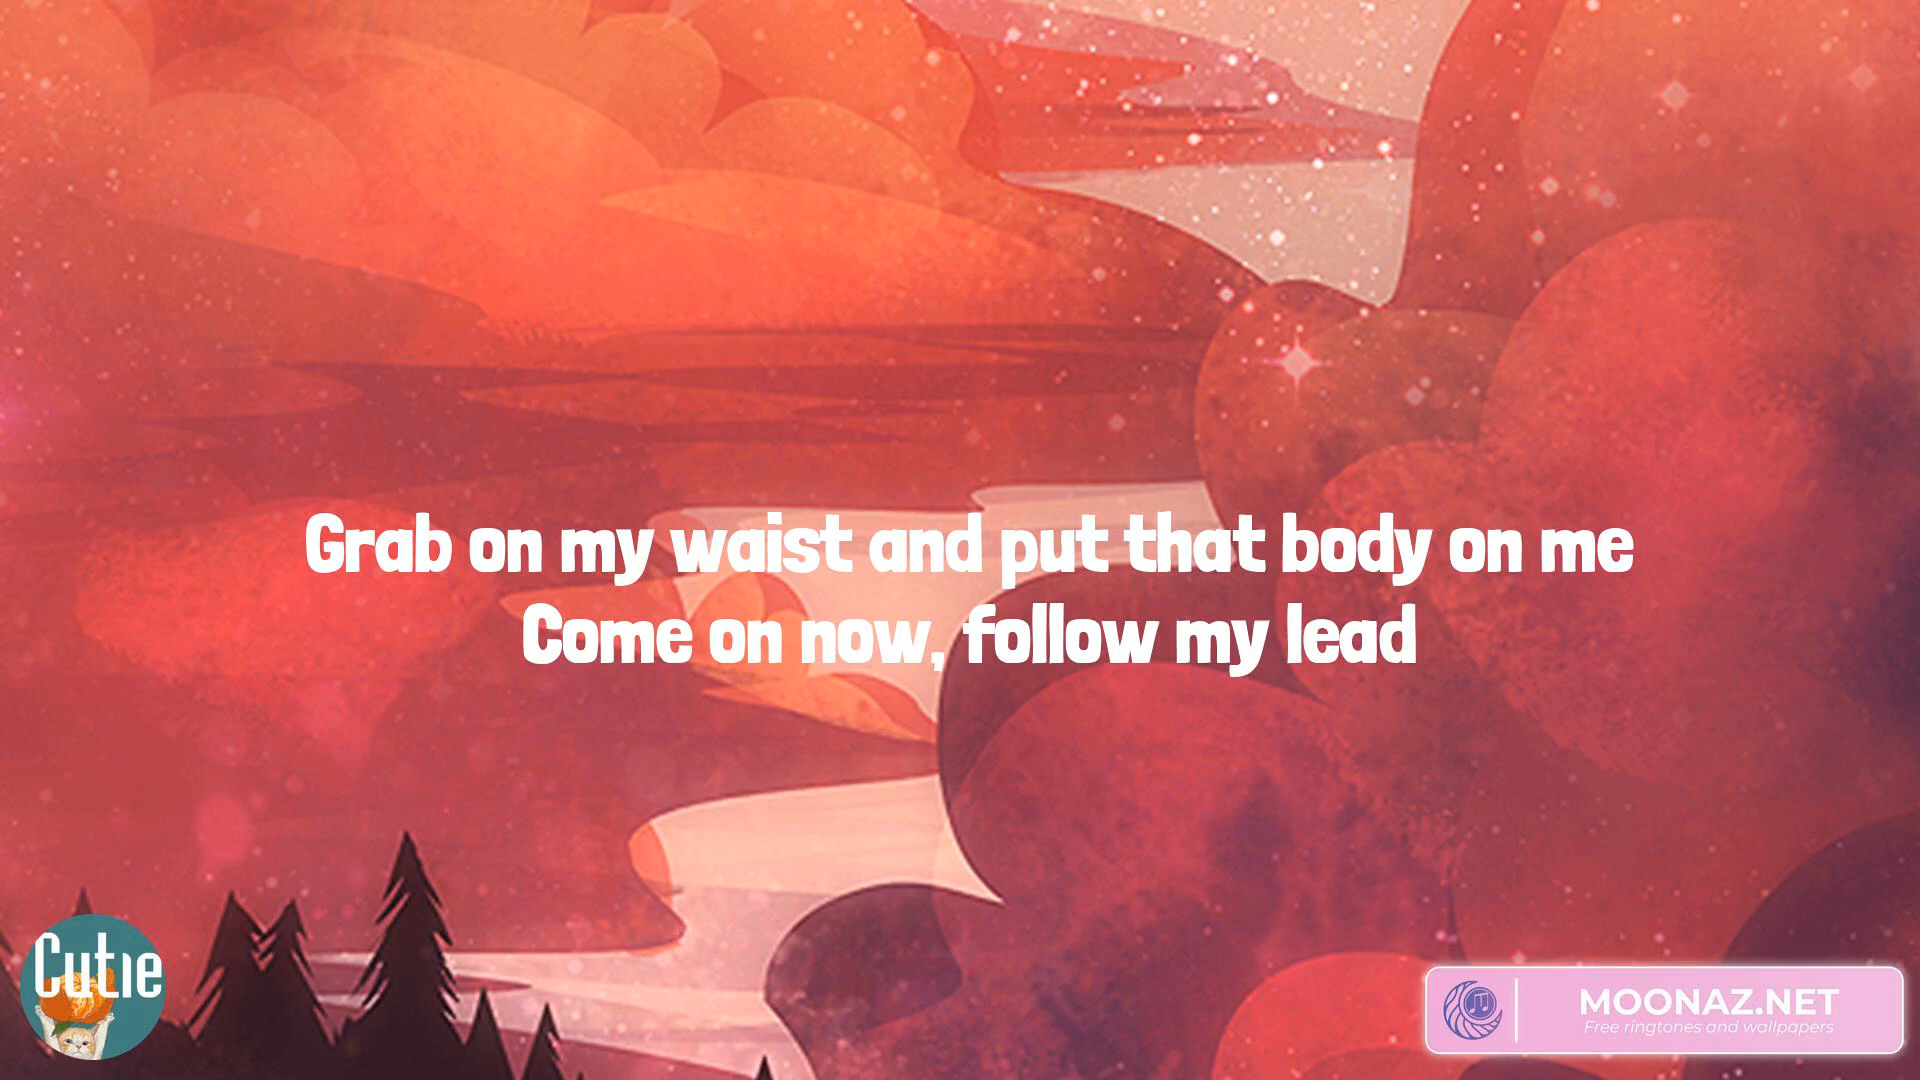 Grab on my waist and put that body on me
Come on now, follow my lead
Cutie
MOONAZ.NET
Free ringtones and wallpapers